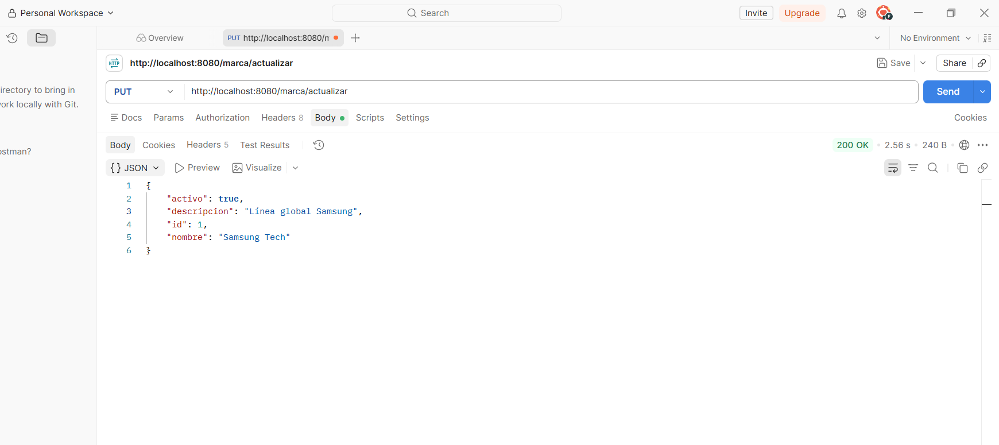 Personal Workspace
Search
Invite
Upgrade
F
Overview
PUT http://localhost:8080/m
No Environment
HTTP
http://localhost:8080/marca/actualizar
Save
Share
PUT
http://localhost:8080/marca/actualizar
Send
irectory to bring in
ork locally with Git.
ostman?
Docs Params Authorization Headers 8 Body Scripts Settings
Cookies
Body Cookies Headers 5 Test Results
200 OK • 2.56 s • 240 B
{} JSON Preview Visualize
1 {
2 "activo": true,
3 "descripcion": "Línea global Samsung",
4 "id": 1,
5 "nombre": "Samsung Tech"
6 }